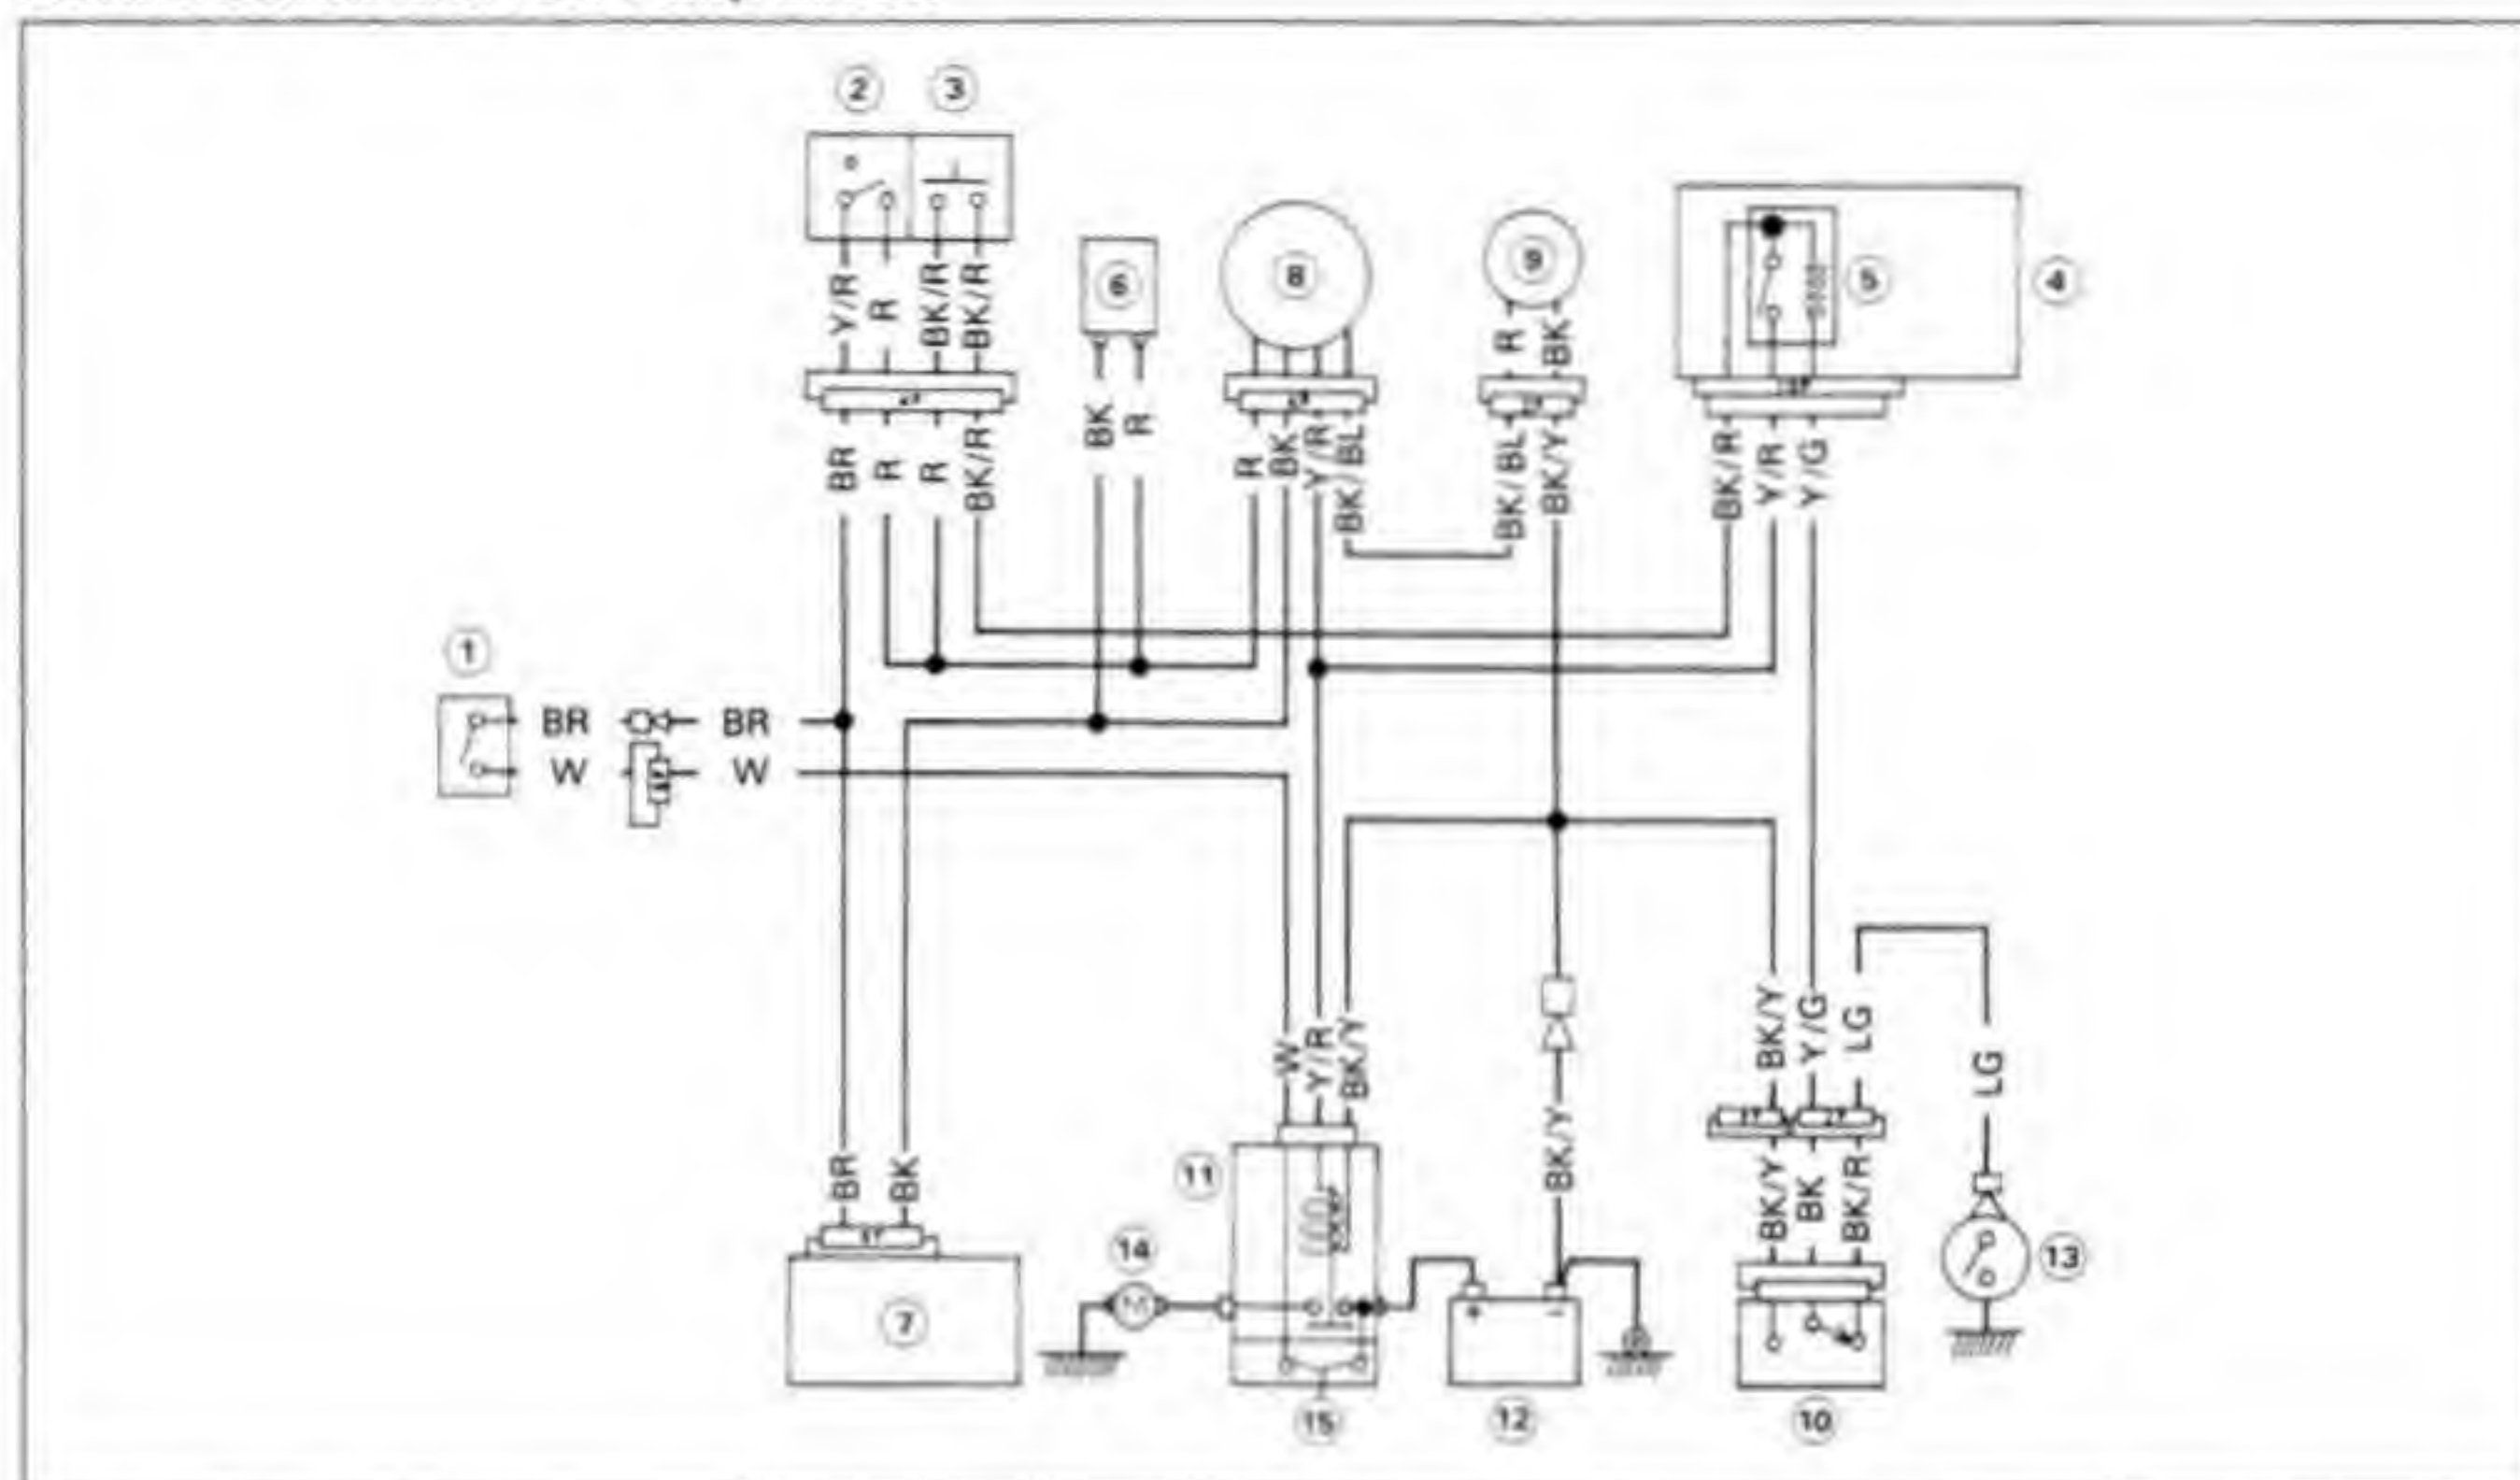 2 3
6 8 9 5 4
Y/R R BK/R BK/R
R BK
BR R R BK/R
BK R
R BK Y/R BK/BL
BK/BL BK/Y
BK/R Y/R Y/G
1
BR BR
W W
W Y/R BK/Y
BK/Y Y/G LG
LG
BR BK
BK/Y
BK/Y BK BK/R
11
14
13
7
+ −
15 12 10